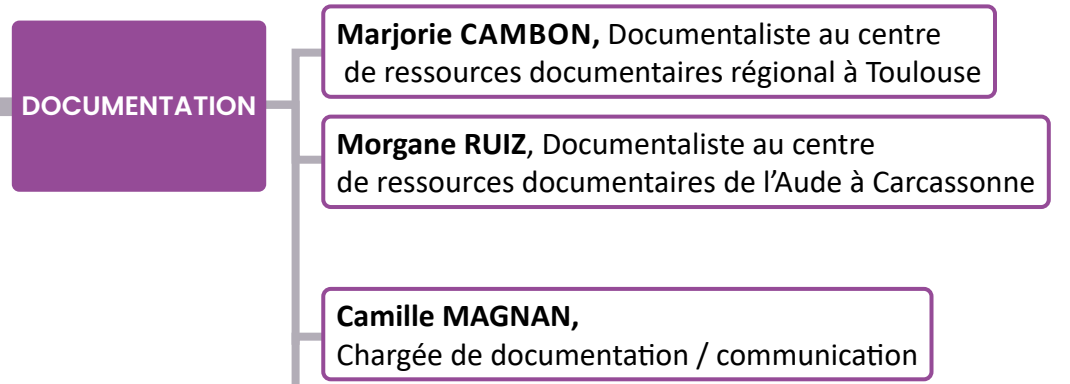 DOCUMENTATION
Marjorie CAMBON, Documentaliste au centre
de ressources documentaires régional à Toulouse
Morgane RUIZ, Documentaliste au centre
de ressources documentaires de l’Aude à Carcassonne
Camille MAGNAN,
Chargée de documentation / communication